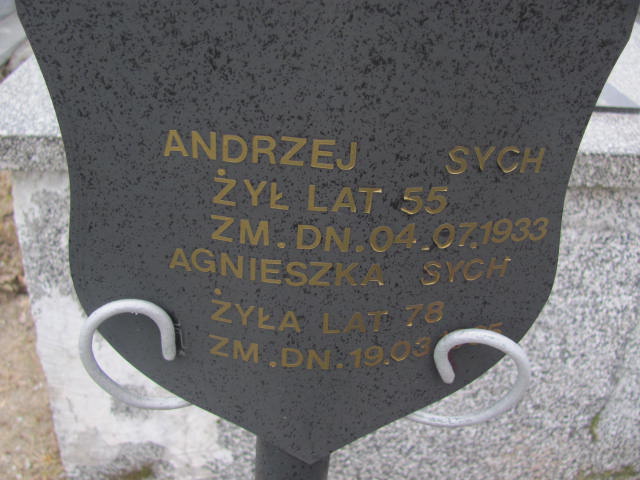 ANDRZEJ SYCH
ŻYŁ LAT 55
ZM. DN. 04.07.1933
AGNIESZKA SYCH
ŻYŁA LAT 78
ZM. DN. 19.03